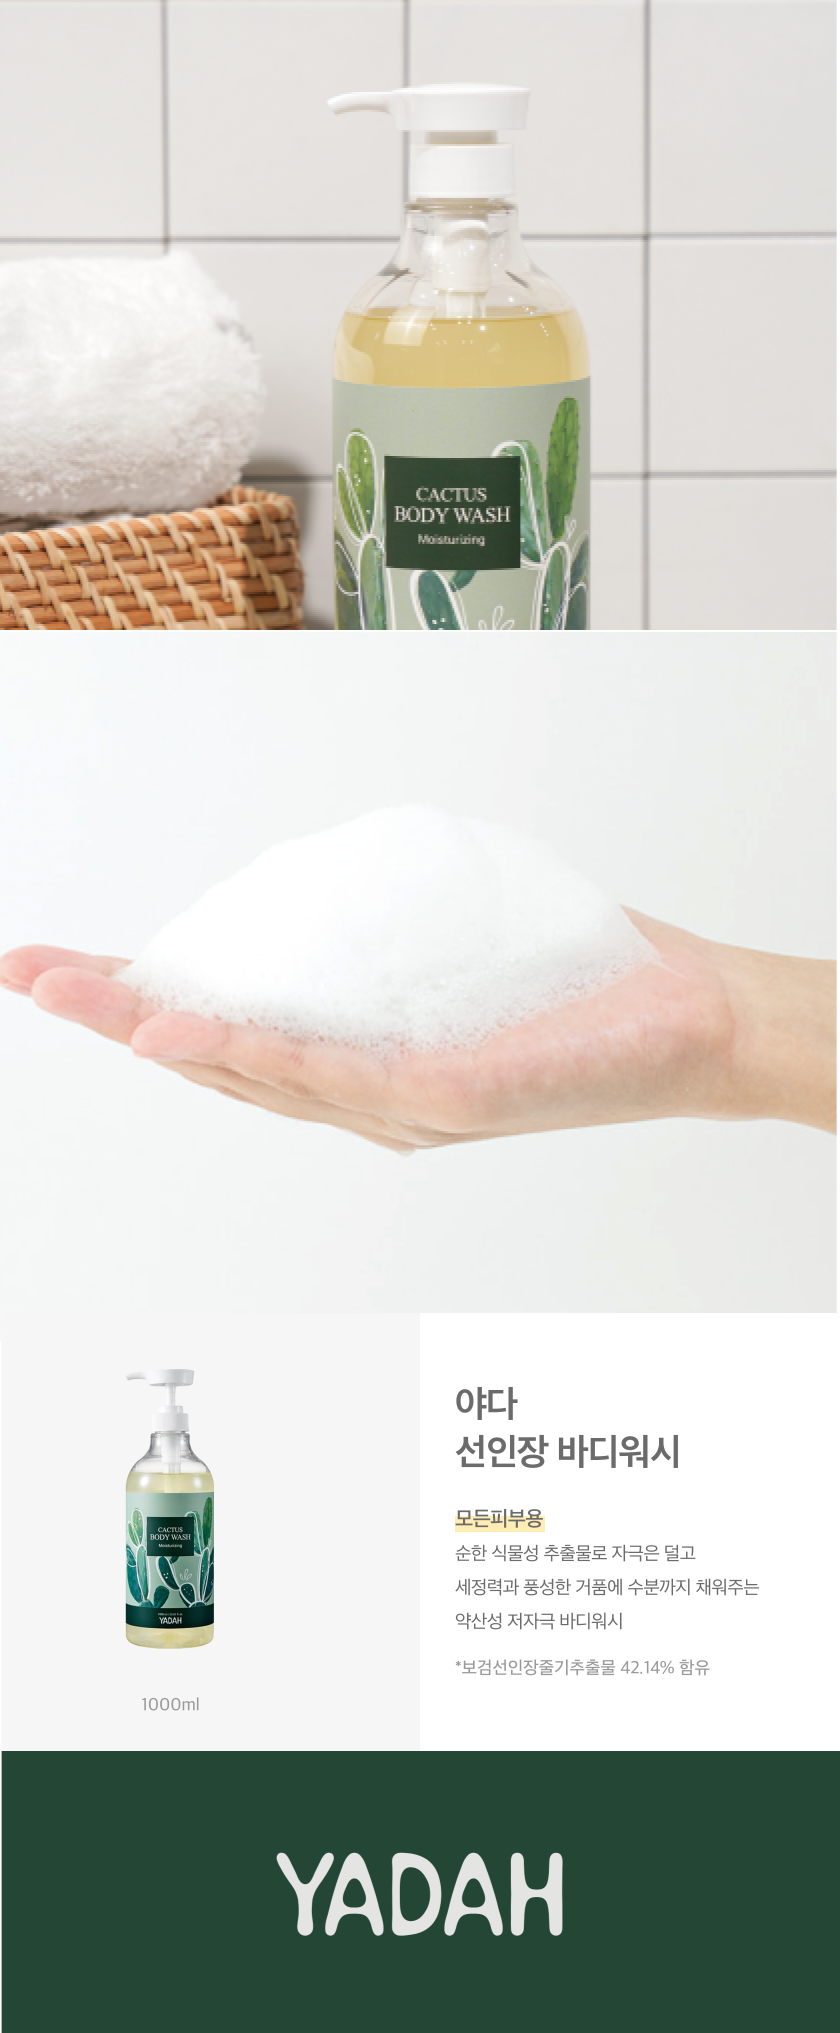 CACTUS
BODY WASH
Moisturizing
CACTUS
BODY WASH
Moisturizing
YADAH
1000ml
야다
선인장 바디워시
모든피부용
순한 식물성 추출물로 자극은 덜고
세정력과 풍성한 거품에 수분까지 채워주는
약산성 저자극 바디워시
*보검선인장줄기추출물 42.14% 함유
YADAH